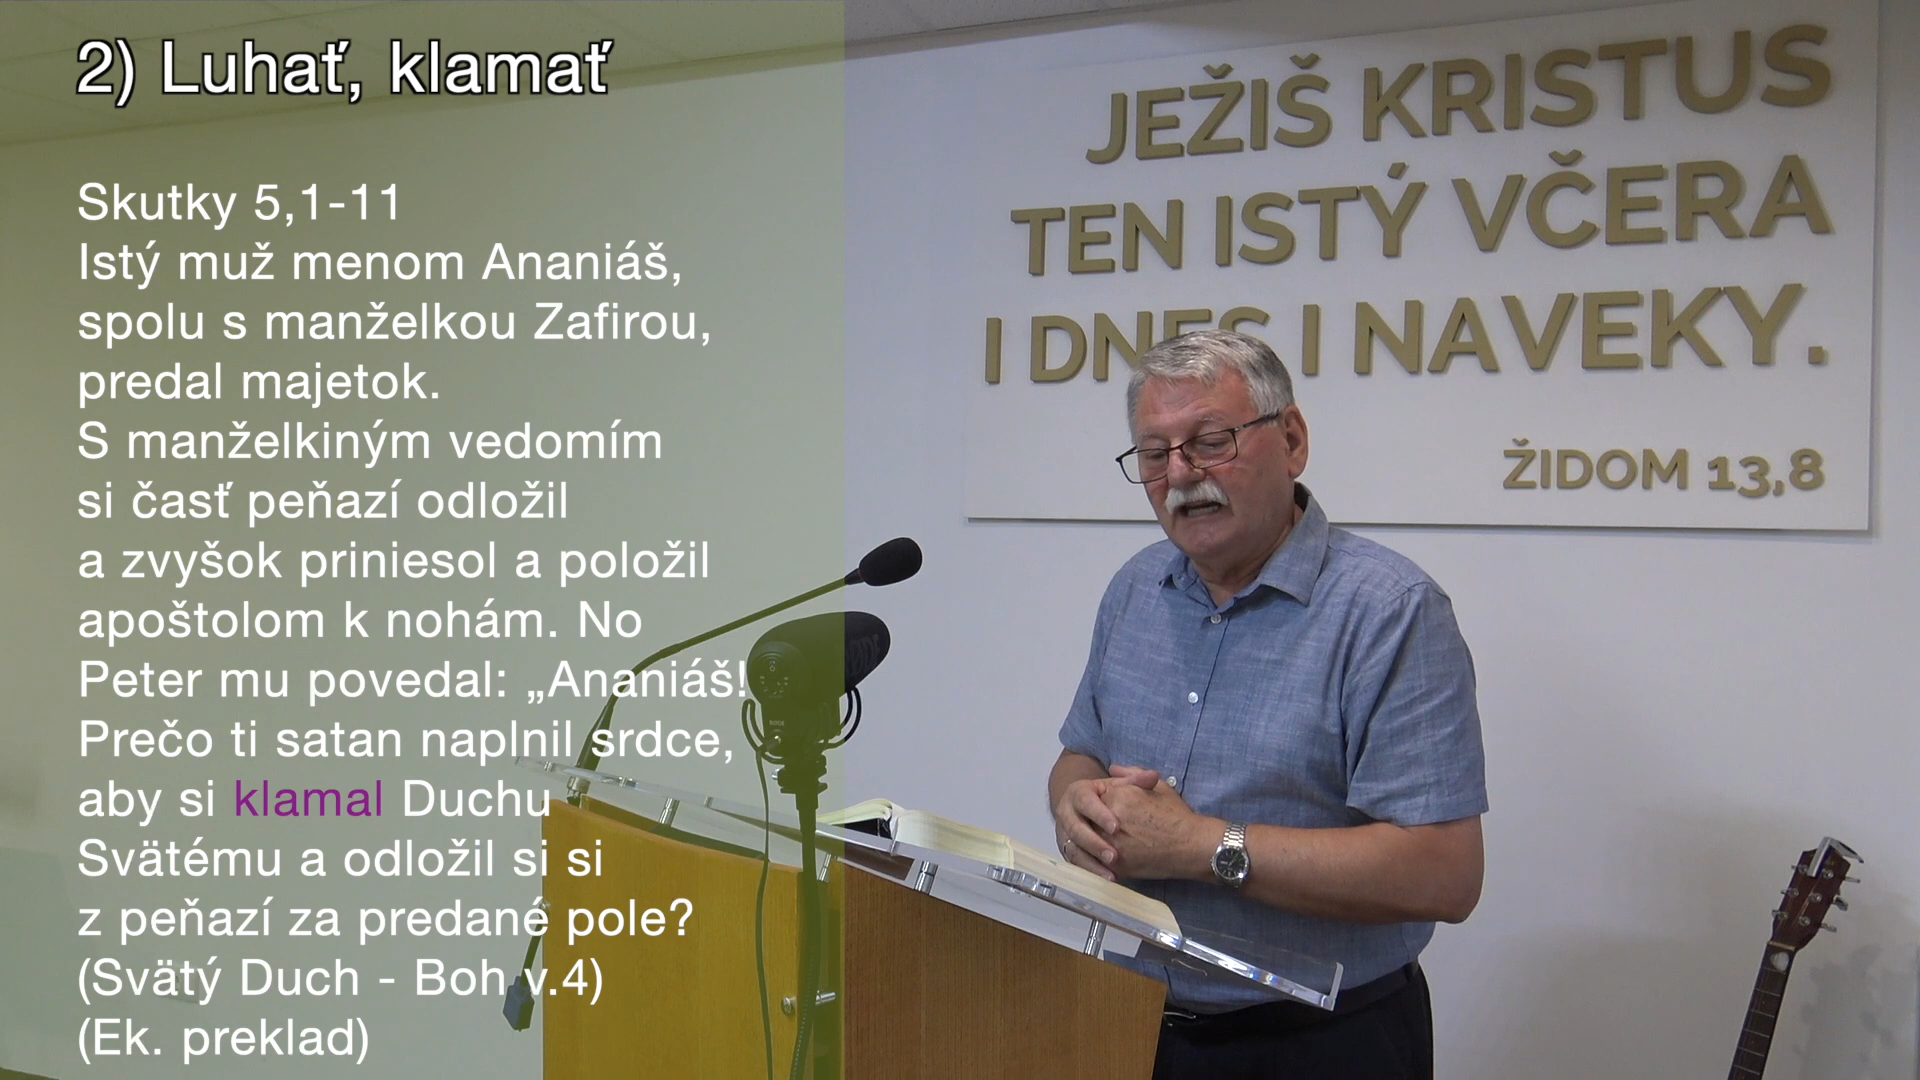 2) Luhať, klamať
Skutky 5,1-11
Istý muž menom Ananiáš,
spolu s manželkou Zafirou,
predal majetok.
S manželkiným vedomím
si časť peňazí odložil
a zvyšok priniesol a položil
apoštolom k nohám. No
Peter mu povedal: „Ananiáš!
Prečo ti satan naplnil srdce,
aby si klamal Duchu
Svätému a odložil si si
z peňazí za predané pole?
(Svätý Duch - Boh v.4)
(Ek. preklad)
JEŽIŠ KRISTUS
TEN ISTÝ VČERA
I DNES I NAVEKY.
ŽIDOM 13,8